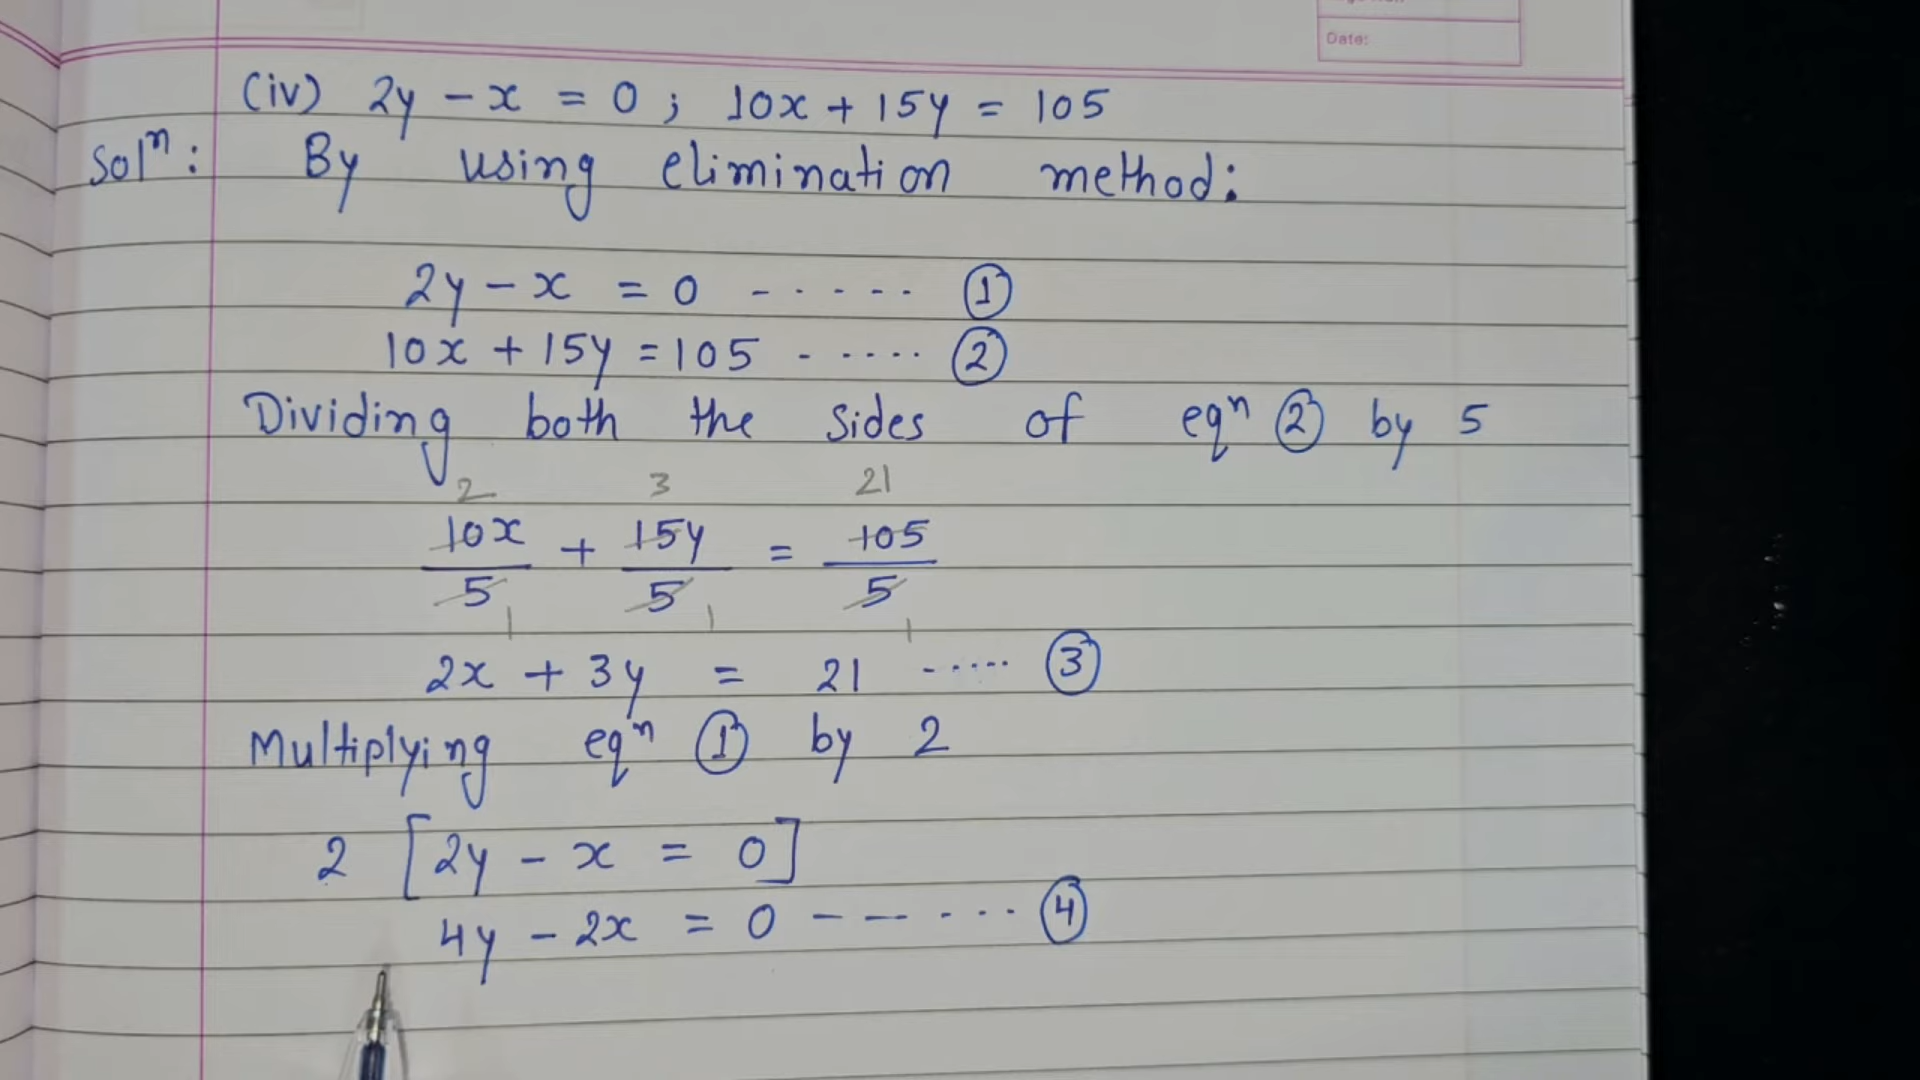 Date:
(iv) 2y - x = 0 ; 10x + 15y = 105
Solⁿ: By using elimination method:
2y - x = 0 - · · · · · ①
10x + 15y = 105 - · · · · · ②
Dividing both the sides of eqⁿ ② by 5
2 3 21
10x/5 + 15y/5 = 105/5
1 1 1
2x + 3y = 21 - · · · · · ③
Multiplying eqⁿ ① by 2
2 [2y - x = 0]
4y - 2x = 0 - — - · · · ④